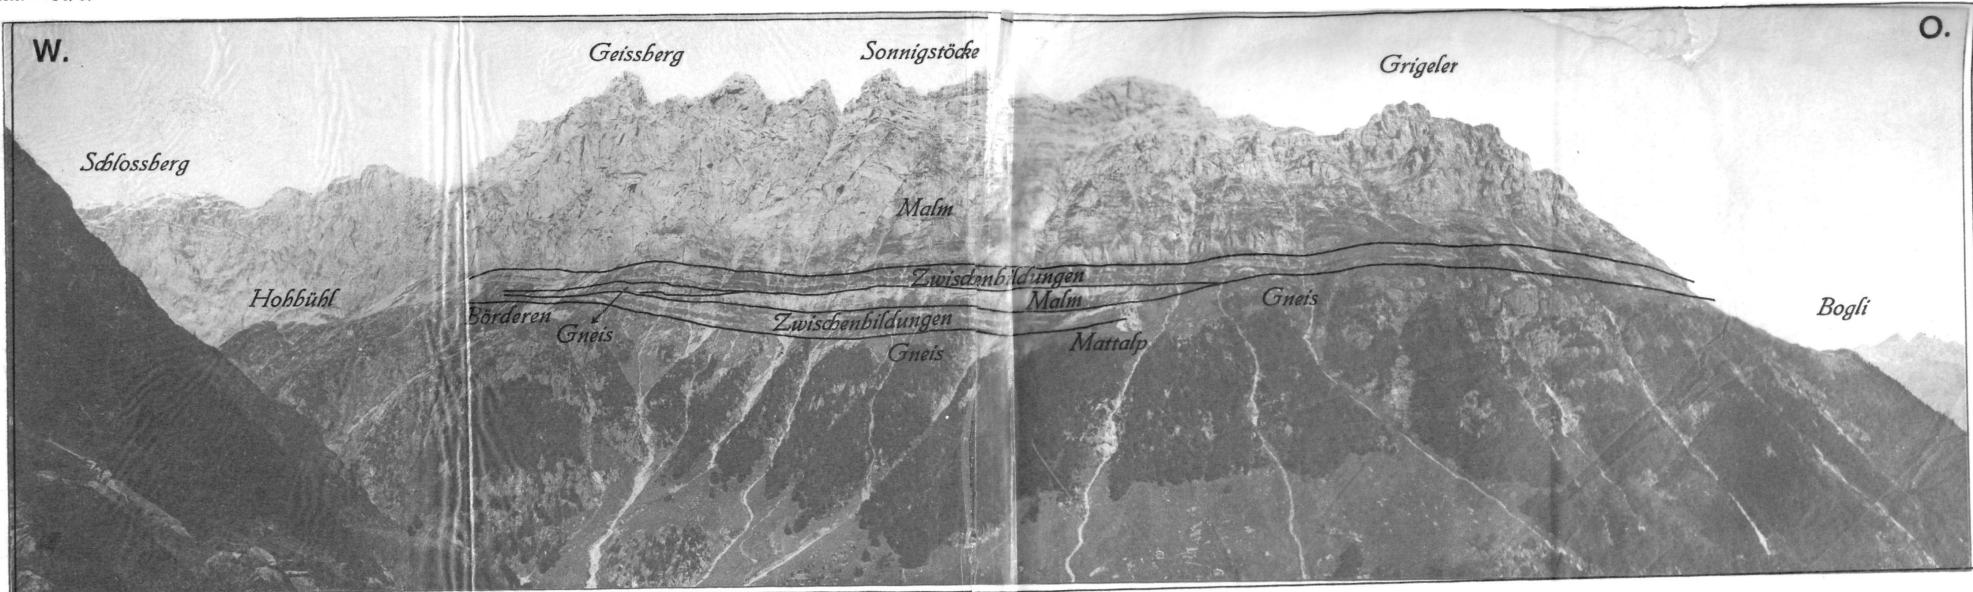 W.
O.
Geissberg
Sonnigstöcke
Grigeler
Schlossberg
Malm
Zwischenbildungen
Hohbühl
Malm
Gneis
Bogli
Börderen
Zwischenbildungen
Gneis
Mattalp
Gneis